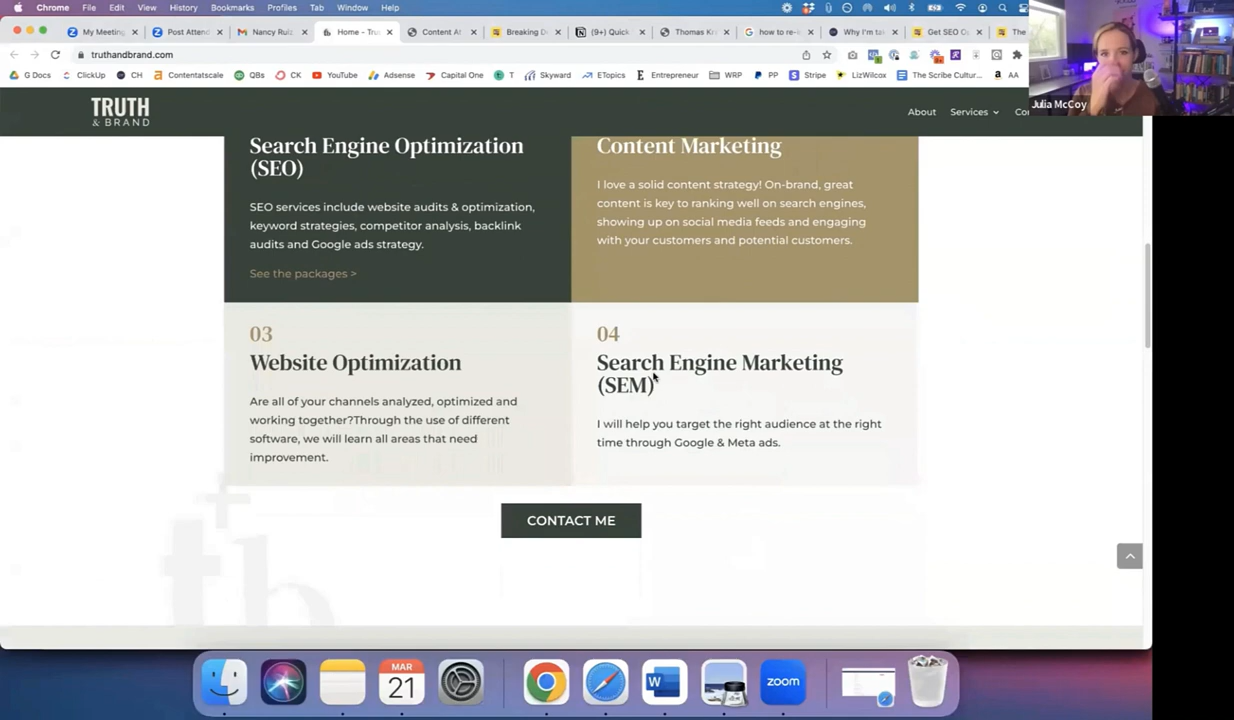 Chrome File Edit View History Bookmarks Profiles Tab Window Help
My Meeting Post Attend Nancy Ruiz Home - Tru Content At Breaking D (9+) Quick Thomas Kr how to re- Why I'm ta Get SEO Op The
truthandbrand.com
G Docs ClickUp CH Contentatscale QBs CK YouTube Adsense Capital One T Skyward ETopics Entrepreneur WRP PP Stripe LizWilcox The Scribe Cultur... AA
Julia McCoy
TRUTH
& BRAND
About Services Co
Search Engine Optimization
(SEO)
SEO services include website audits & optimization,
keyword strategies, competitor analysis, backlink
audits and Google ads strategy.
See the packages >
Content Marketing
I love a solid content strategy! On-brand, great
content is key to ranking well on search engines,
showing up on social media feeds and engaging
with your customers and potential customers.
03
Website Optimization
Are all of your channels analyzed, optimized and
working together?Through the use of different
software, we will learn all areas that need
improvement.
04
Search Engine Marketing
(SEM)
I will help you target the right audience at the right
time through Google & Meta ads.
CONTACT ME
tb
MAR
21
W
zoom